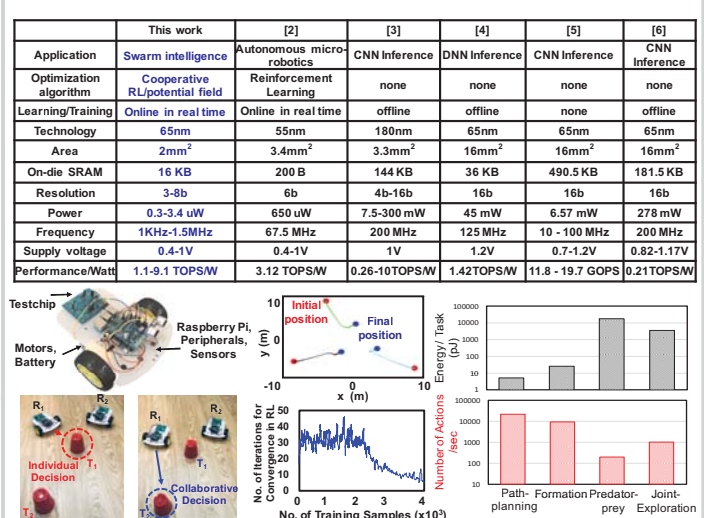 This work [2] [3] [4] [5] [6]
Application Swarm intelligence Autonomous micro-robotics CNN Inference DNN Inference CNN Inference CNN Inference
Optimization algorithm Cooperative RL/potential field Reinforcement Learning none none none none
Learning/Training Online in real time Online in real time offline offline none offline
Technology 65nm 55nm 180nm 65nm 65nm 65nm
Area 2mm² 3.4mm² 3.3mm² 16mm² 16mm² 16mm²
On-die SRAM 16 KB 200 B 144 KB 36 KB 490.5 KB 181.5 KB
Resolution 3-8b 6b 4b-16b 16b 16b 16b
Power 0.3-3.4 uW 650 uW 7.5-300 mW 45 mW 6.57 mW 278 mW
Frequency 1KHz-1.5MHz 67.5 MHz 200 MHz 125 MHz 10 - 100 MHz 200 MHz
Supply voltage 0.4-1V 0.4-1V 1V 1.2V 0.7-1.2V 0.82-1.17V
Performance/Watt 1.1-9.1 TOPS/W 3.12 TOPS/W 0.26-10TOPS/W 1.42TOPS/W 11.8 - 19.7 GOPS 0.21TOPS/W
Testchip
Motors, Battery
Raspberry Pi, Peripherals, Sensors
R1 R2
Individual Decision
T1
T2
R1 R2
T1
Collaborative Decision
10
0
-10
y (m)
Initial position
Final position
0 10
x (m)
No. of Iterations for Convergence in RL
50
40
30
20
10
0
0 1 2 3 4
No. of Training Samples (x10³)
Energy/ Task (pJ)
100000
10000
1000
100
10
1
Number of Actions /sec
100000
10000
1000
100
10
Path-planning Formation Predator-prey Joint-Exploration